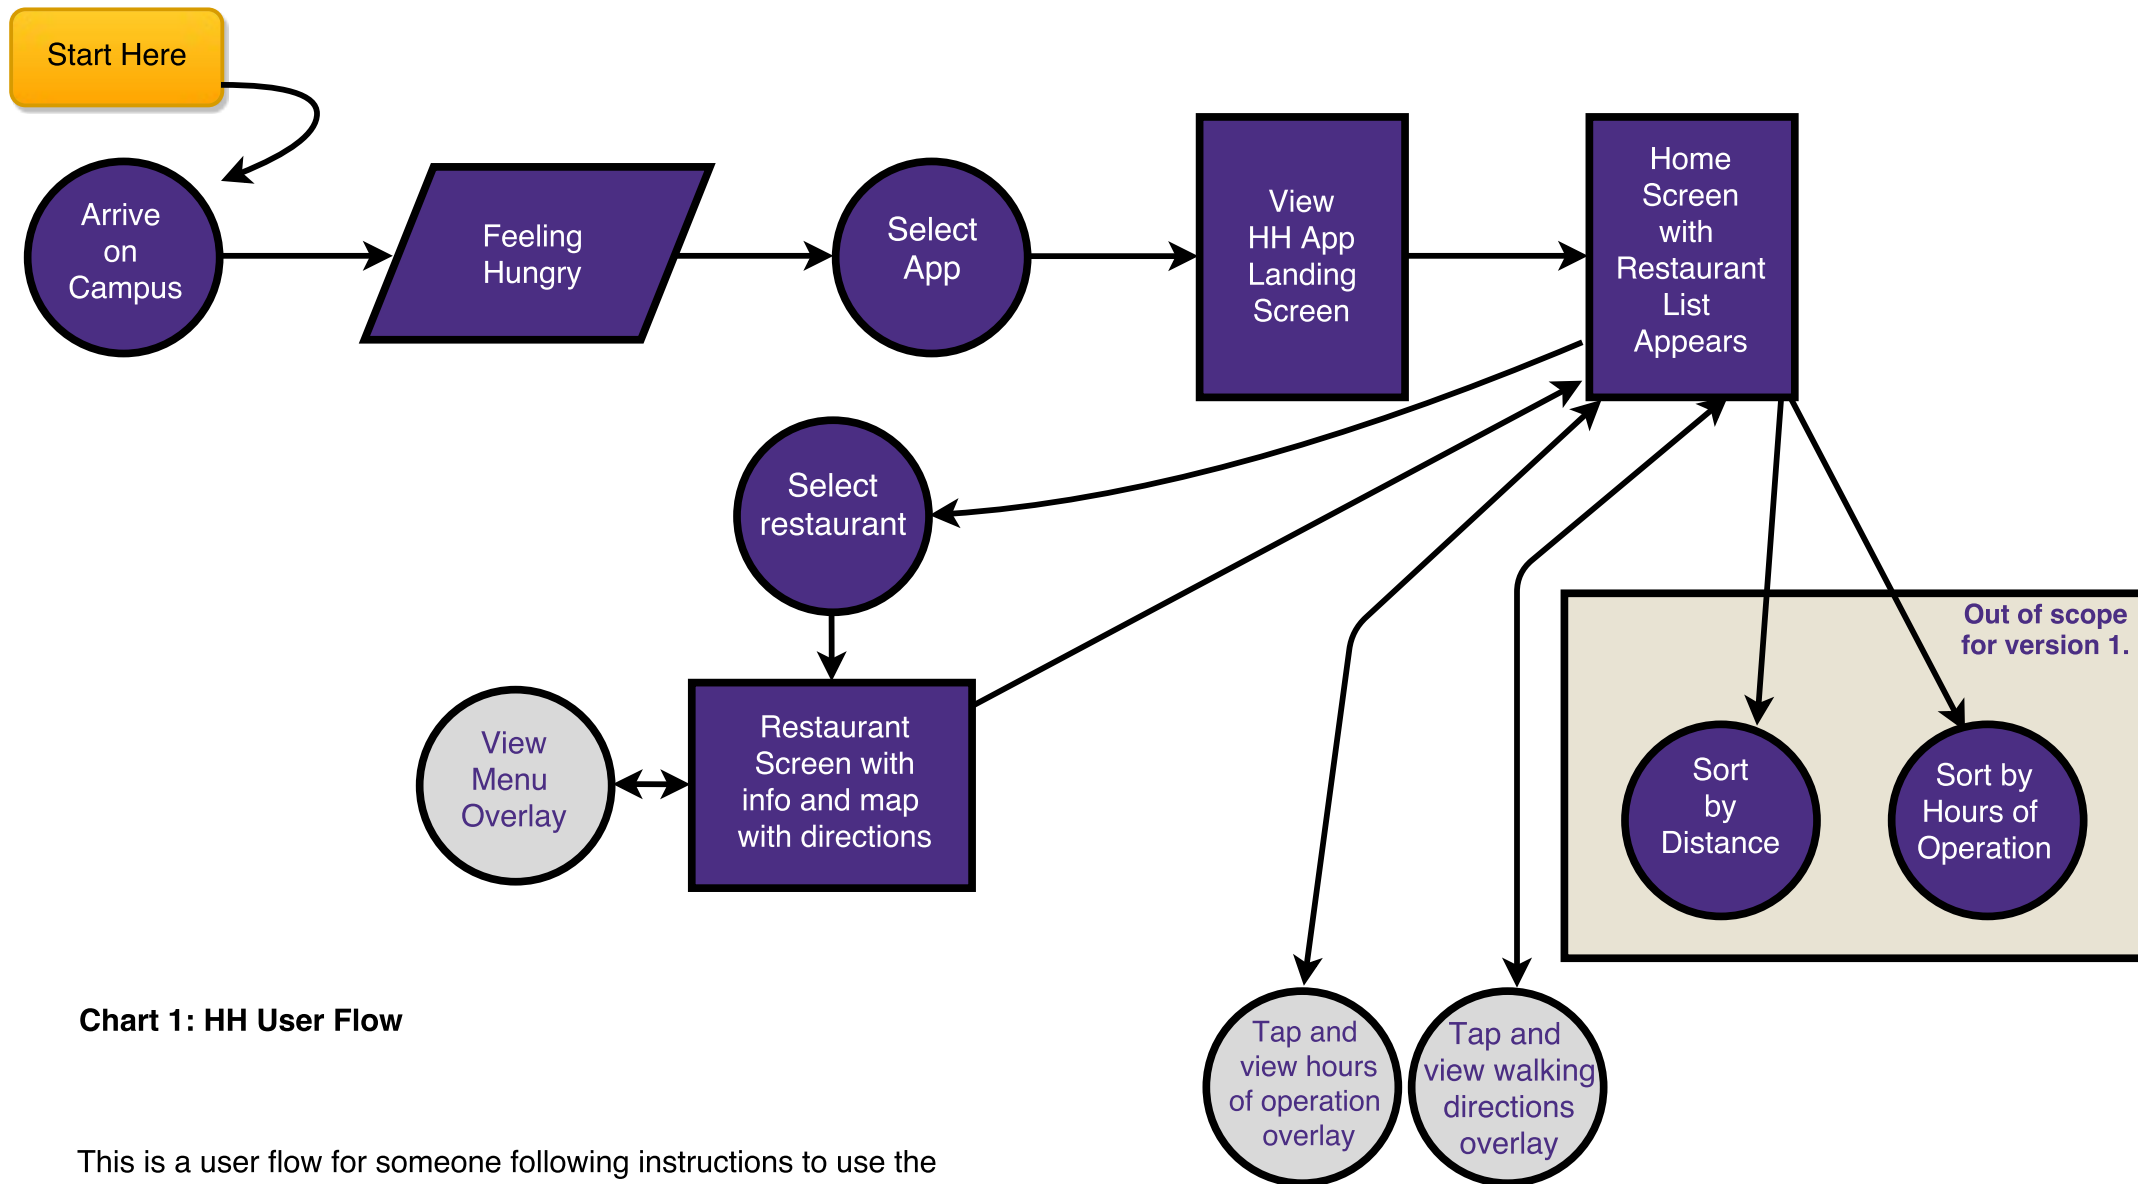 Start Here
Arrive
on
Campus
Feeling
Hungry
Select
App
View
HH App
Landing
Screen
Home
Screen
with
Restaurant
List
Appears
Select
restaurant
Out of scope
for version 1.
View
Menu
Overlay
Restaurant
Screen with
info and map
with directions
Sort
by
Distance
Sort by
Hours of
Operation
Chart 1: HH User Flow
Tap and
view hours
of operation
overlay
Tap and
view walking
directions
overlay
This is a user flow for someone following instructions to use the